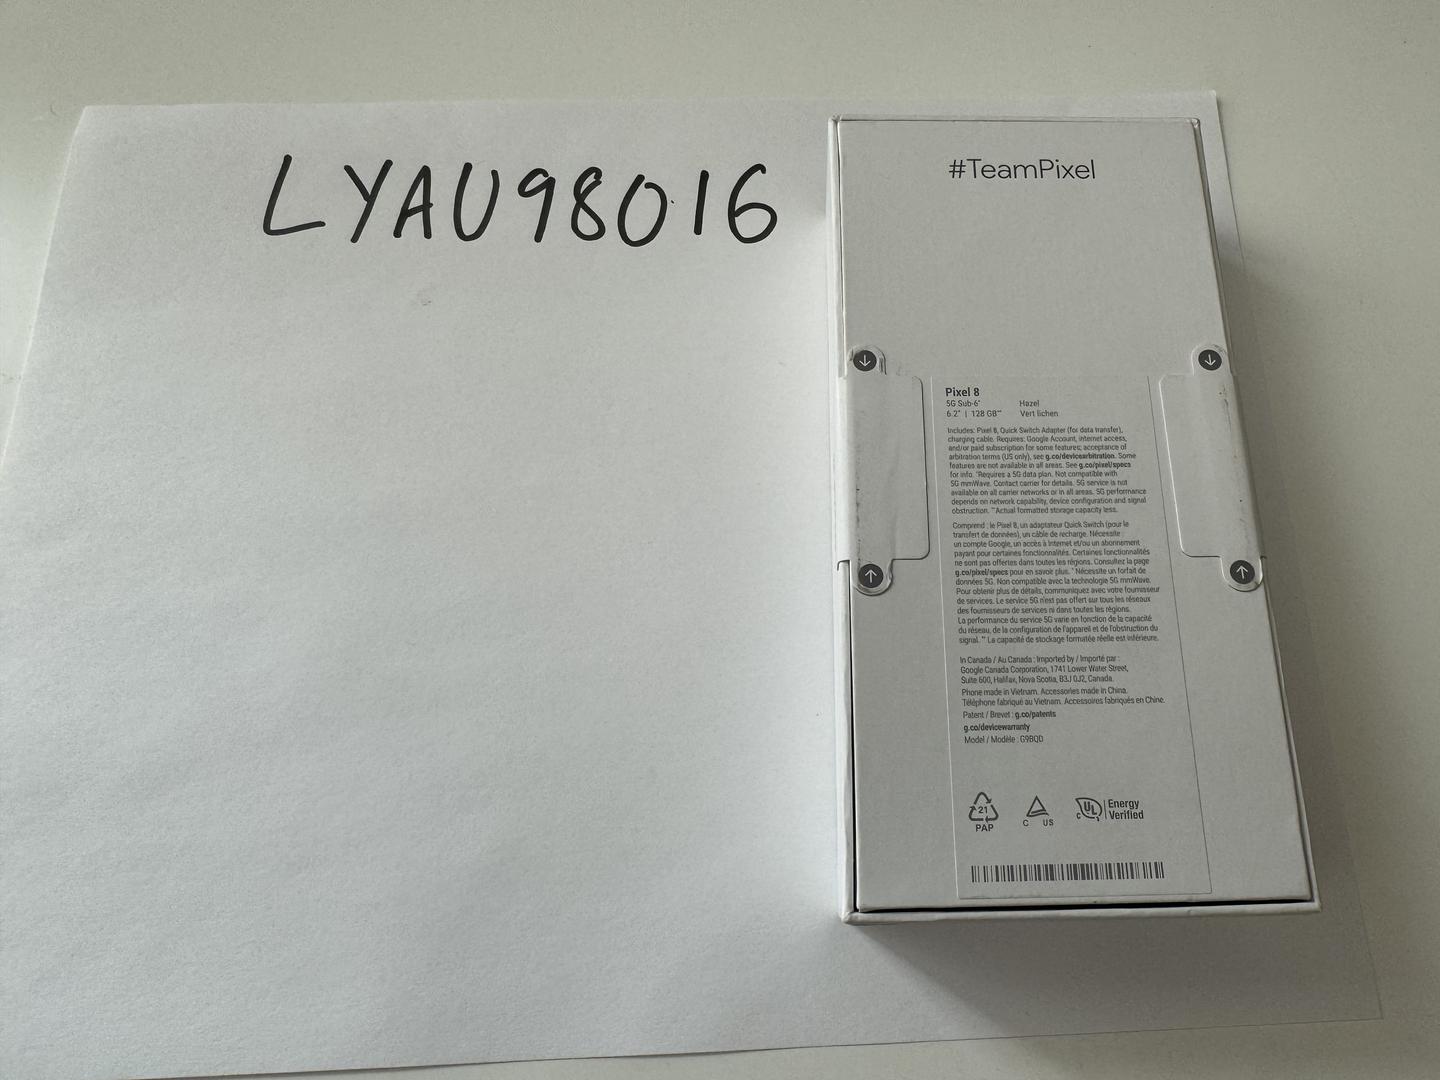 LYAU98016
#TeamPixel
Pixel 8
5G Sub-6* Hazel
6.2" | 128 GB** Vert lichen
Includes: Pixel 8, Quick Switch Adapter (for data transfer),
charging cable. Requires: Google Account, internet access,
and/or paid subscription for some features; acceptance of
arbitration terms (US only), see g.co/devicearbitration. Some
features are not available in all areas. See g.co/pixel/specs
for info. *Requires a 5G data plan. Not compatible with
5G mmWave. Contact carrier for details. 5G service is not
available on all carrier networks or in all areas. 5G performance
depends on network capability, device configuration and signal
obstruction. **Actual formatted storage capacity less.
Comprend : le Pixel 8, un adaptateur Quick Switch (pour le
transfert de données), un câble de recharge. Nécessite :
un compte Google, un accès à Internet et/ou un abonnement
payant pour certaines fonctionnalités. Certaines fonctionnalités
ne sont pas offertes dans toutes les régions. Consultez la page
g.co/pixel/specs pour en savoir plus. * Nécessite un forfait de
données 5G. Non compatible avec la technologie 5G mmWave.
Pour obtenir plus de détails, communiquez avec votre fournisseur
de services. Le service 5G n'est pas offert sur tous les réseaux
des fournisseurs de services ni dans toutes les régions.
La performance du service 5G varie en fonction de la capacité
du réseau, de la configuration de l'appareil et de l'obstruction du
signal. ** La capacité de stockage formatée réelle est inférieure.
In Canada / Au Canada : Imported by / Importé par :
Google Canada Corporation, 1741 Lower Water Street,
Suite 600, Halifax, Nova Scotia, B3J 0J2, Canada.
Phone made in Vietnam. Accessories made in China.
Téléphone fabriqué au Vietnam. Accessoires fabriqués en Chine.
Patent / Brevet : g.co/patents
g.co/devicewarranty
Model / Modèle : G9BQD
21
PAP
C US
c UL Energy
Verified